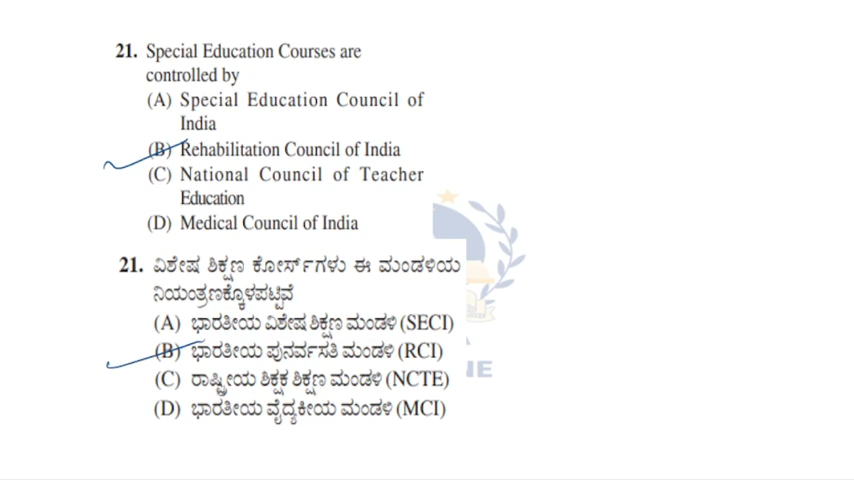 21. Special Education Courses are
controlled by
(A) Special Education Council of
India
(B) Rehabilitation Council of India
(C) National Council of Teacher
Education
(D) Medical Council of India
21. ವಿಶೇಷ ಶಿಕ್ಷಣ ಕೋರ್ಸ್‌ಗಳು ಈ ಮಂಡಳಿಯ
ನಿಯಂತ್ರಣಕ್ಕೊಳಪಟ್ಟಿವೆ
(A) ಭಾರತೀಯ ವಿಶೇಷ ಶಿಕ್ಷಣ ಮಂಡಳಿ (SECI)
(B) ಭಾರತೀಯ ಪುನರ್ವಸತಿ ಮಂಡಳಿ (RCI)
(C) ರಾಷ್ಟ್ರೀಯ ಶಿಕ್ಷಕ ಶಿಕ್ಷಣ ಮಂಡಳಿ (NCTE)
(D) ಭಾರತೀಯ ವೈದ್ಯಕೀಯ ಮಂಡಳಿ (MCI)